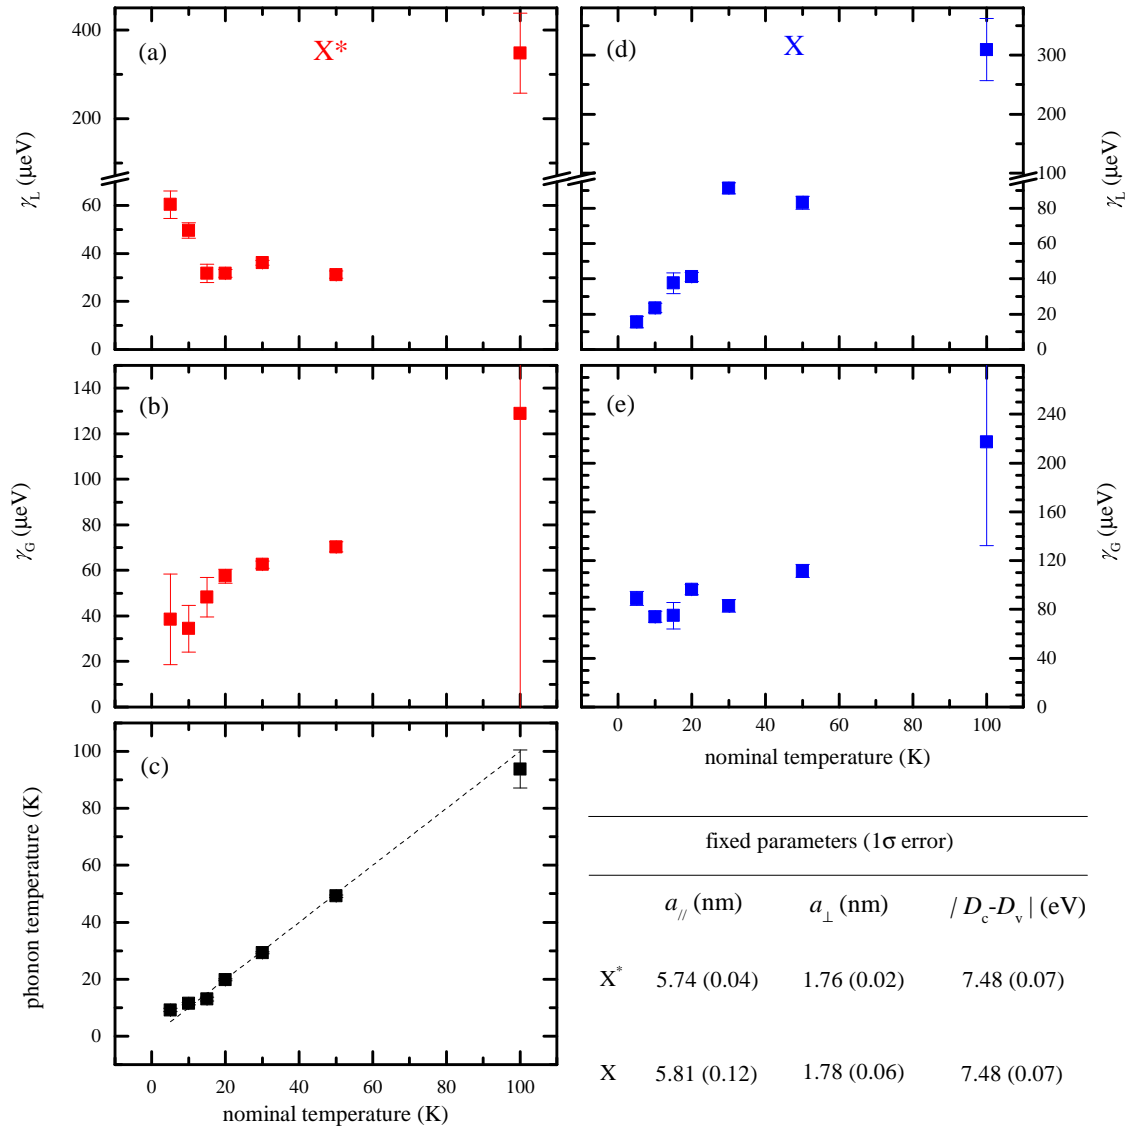 (a) X*
400
200
60
40
20
0
γL (μeV)
(d) X
300
200
100
80
60
40
20
0
γL (μeV)
(b)
140
120
100
80
60
40
20
0
γG (μeV)
(e)
240
200
160
120
80
40
0
γG (μeV)
0 20 40 60 80 100
nominal temperature (K)
(c)
100
80
60
40
20
0
phonon temperature (K)
0 20 40 60 80 100
nominal temperature (K)
fixed parameters (1σ error)
a// (nm) a⊥ (nm) | Dc-Dv | (eV)
X* 5.74 (0.04) 1.76 (0.02) 7.48 (0.07)
X 5.81 (0.12) 1.78 (0.06) 7.48 (0.07)